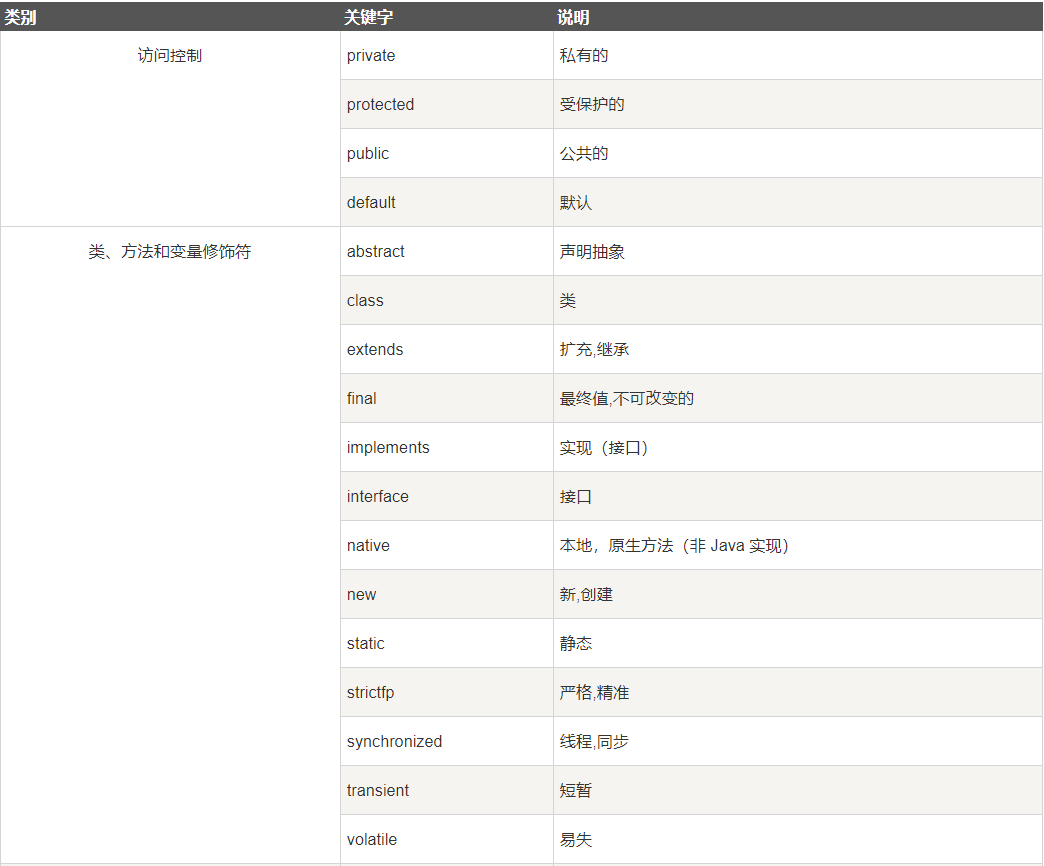 类别 关键字 说明
访问控制 private 私有的
protected 受保护的
public 公共的
default 默认
类、方法和变量修饰符 abstract 声明抽象
class 类
extends 扩充,继承
final 最终值,不可改变的
implements 实现（接口）
interface 接口
native 本地，原生方法（非 Java 实现）
new 新,创建
static 静态
strictfp 严格,精准
synchronized 线程,同步
transient 短暂
volatile 易失